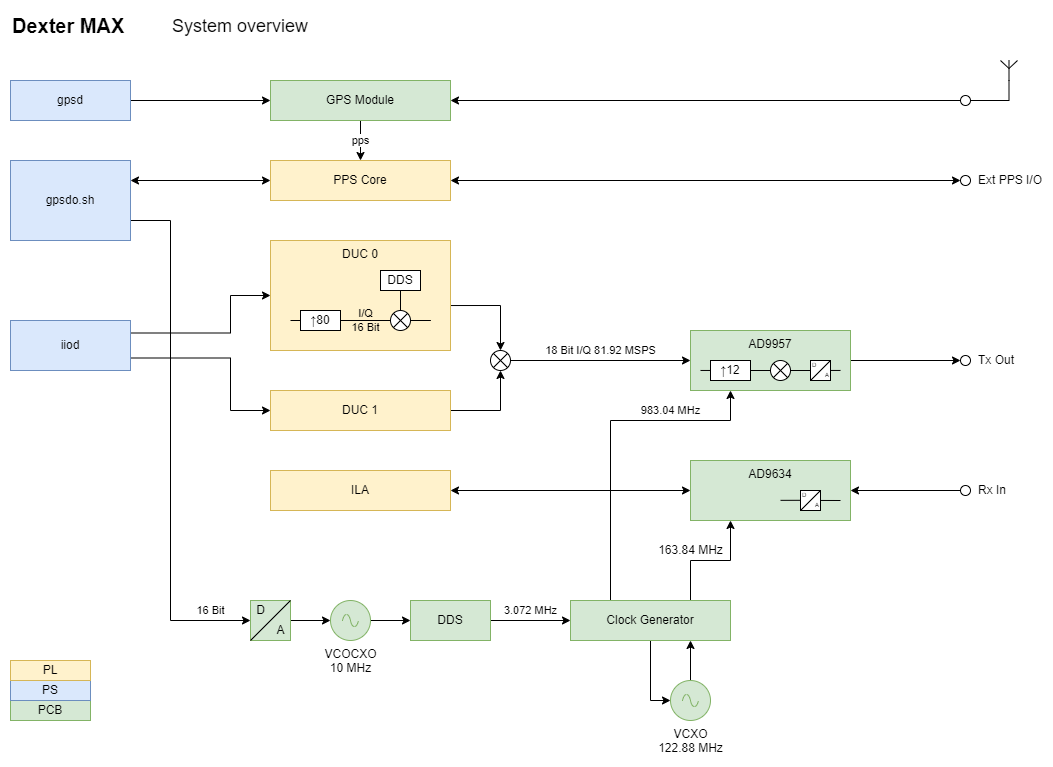 Dexter MAX
System overview
gpsd
GPS Module
pps
gpsdo.sh
PPS Core
Ext PPS I/O
DUC 0
DDS
↑80
I/Q
16 Bit
iiod
18 Bit I/Q 81.92 MSPS
AD9957
↑12
D
A
Tx Out
DUC 1
983.04 MHz
ILA
AD9634
D
A
Rx In
163.84 MHz
16 Bit
D
A
VCOCXO
10 MHz
DDS
3.072 MHz
Clock Generator
VCXO
122.88 MHz
PL
PS
PCB